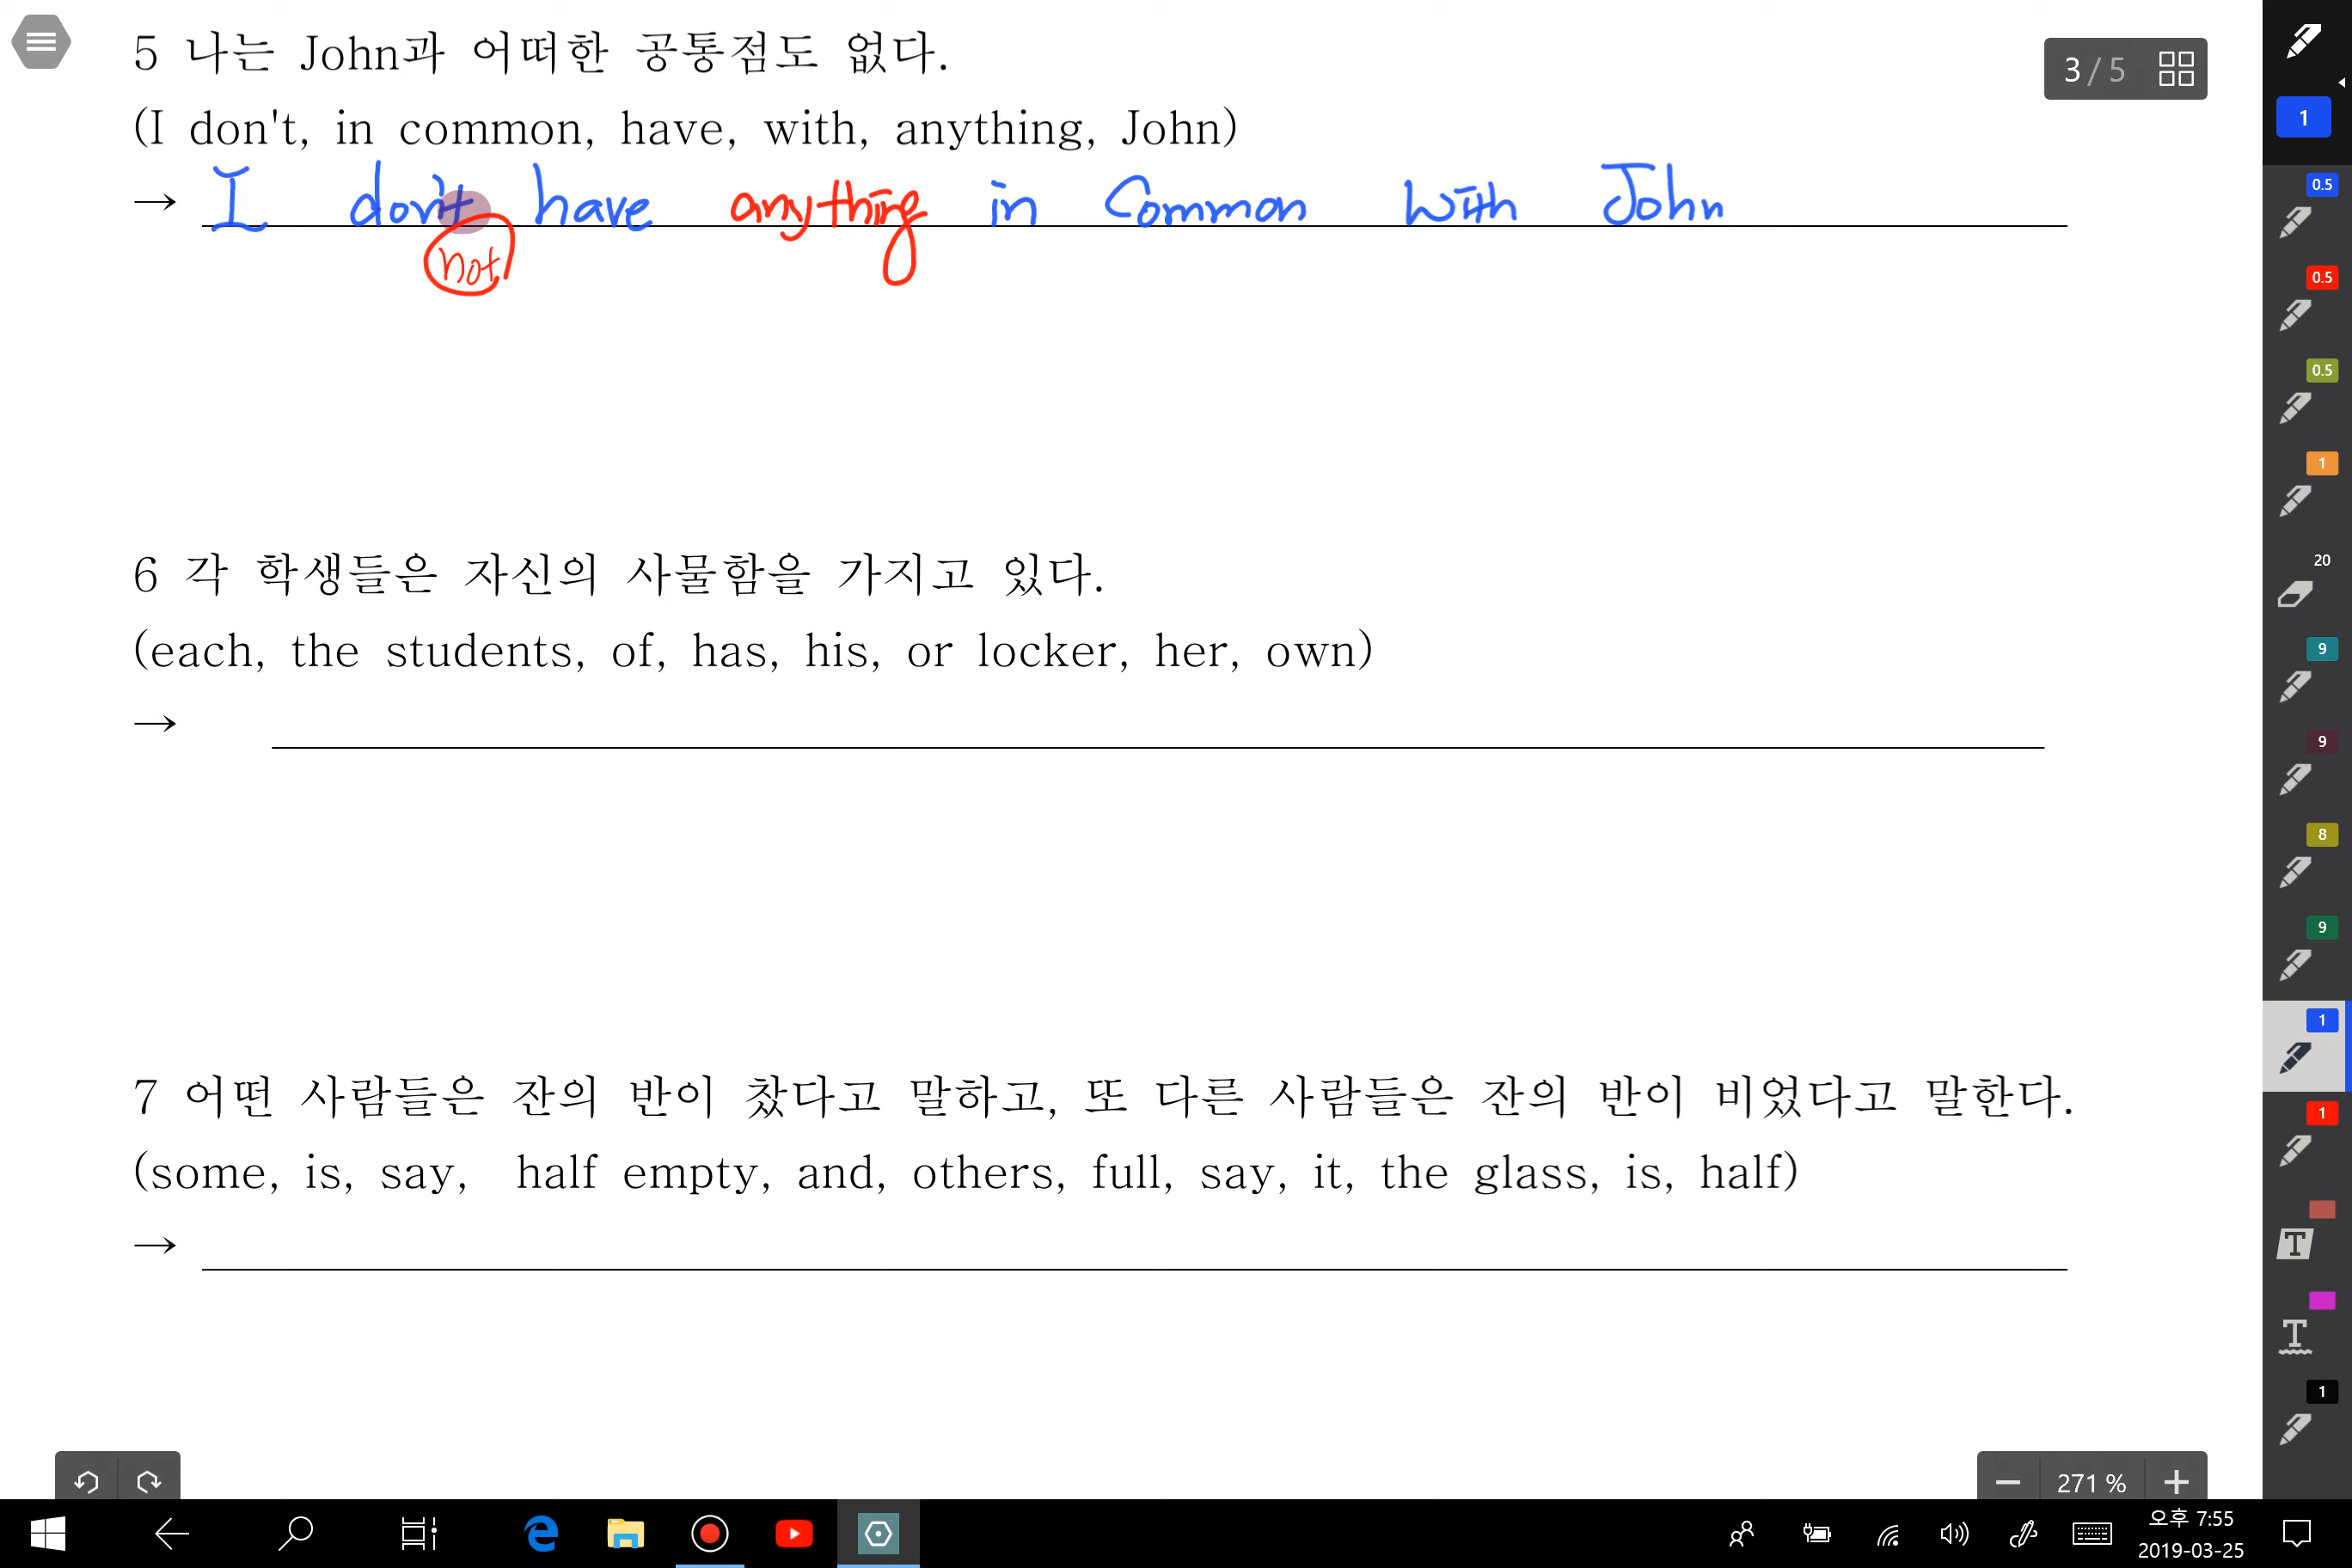 5 나는 John과 어떠한 공통점도 없다.
3 / 5
(I don't, in common, have, with, anything, John)
→ I don't have anything in Common with John
not
6 각 학생들은 자신의 사물함을 가지고 있다.
(each, the students, of, has, his, or locker, her, own)
→
7 어떤 사람들은 잔의 반이 찼다고 말하고, 또 다른 사람들은 잔의 반이 비었다고 말한다.
(some, is, say, half empty, and, others, full, say, it, the glass, is, half)
→
1
0.5
0.5
0.5
1
20
9
9
8
9
1
1
T
T
1
271 %
오후 7:55
2019-03-25